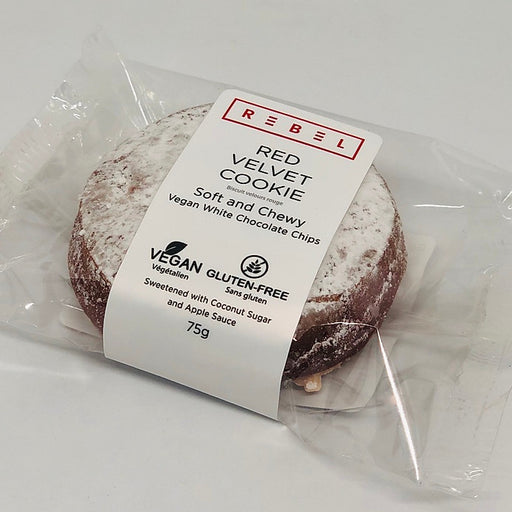 REBEL
RED
VELVET
COOKIE
Biscuit velours rouge
Soft and Chewy
Vegan White Chocolate Chips
VEGAN
Végétalien
GLUTEN-FREE
Sans gluten
Sweetened with Coconut Sugar
and Apple Sauce
75g